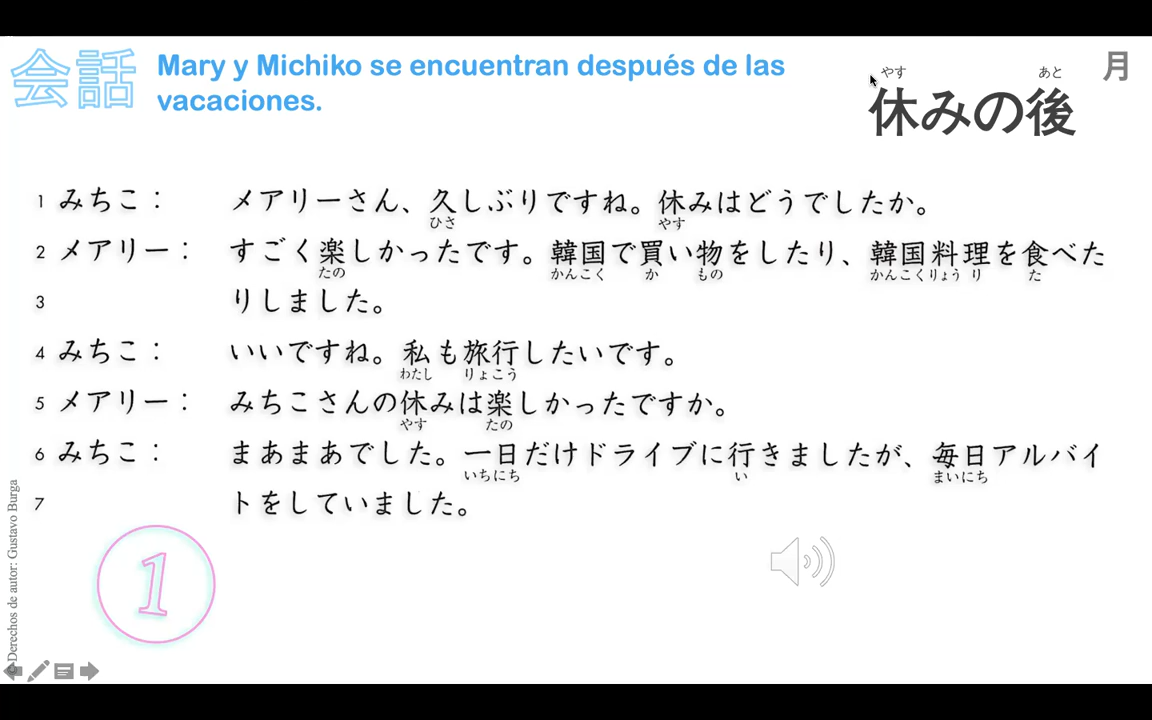 会話
Mary y Michiko se encuentran después de las
vacaciones.
やす あと
休みの後
月
1 みちこ： メアリーさん、久しぶりですね。休みはどうでしたか。
ひさ やす
2 メアリー： すごく楽しかったです。韓国で買い物をしたり、韓国料理を食べた
たの かんこく か もの かんこくりょうり た
3 りしました。
4 みちこ： いいですね。私も旅行したいです。
わたし りょこう
5 メアリー： みちこさんの休みは楽しかったですか。
やす たの
6 みちこ： まあまあでした。一日だけドライブに行きましたが、毎日アルバイ
いちにち い まいにち
7 トをしていました。
1
© Derechos de autor: Gustavo Burga